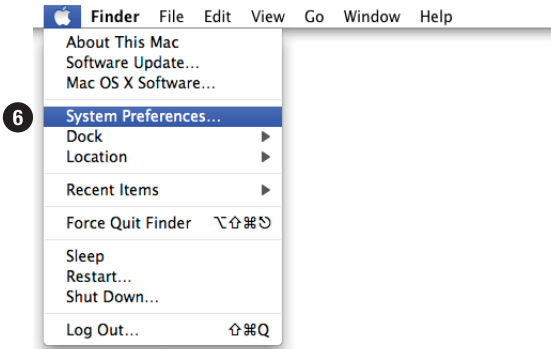 Finder File Edit View Go Window Help
About This Mac
Software Update...
Mac OS X Software...
6 System Preferences...
Dock
Location
Recent Items
Force Quit Finder ⌥⇧⌘⎋
Sleep
Restart...
Shut Down...
Log Out... ⇧⌘Q